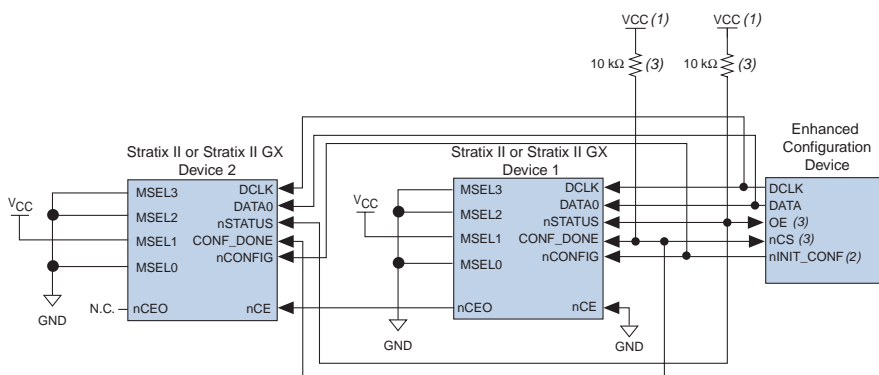 VCC (1)
VCC (1)
10 kΩ
(3)
10 kΩ
(3)
Enhanced
Configuration
Device
Stratix II or Stratix II GX
Device 2
Stratix II or Stratix II GX
Device 1
VCC
MSEL3
MSEL2
MSEL1
MSEL0
DCLK
DATA0
nSTATUS
CONF_DONE
nCONFIG
N.C.
nCEO
nCE
GND
VCC
MSEL3
MSEL2
MSEL1
MSEL0
DCLK
DATA0
nSTATUS
CONF_DONE
nCONFIG
nCEO
nCE
GND
GND
DCLK
DATA
OE (3)
nCS (3)
nINIT_CONF (2)